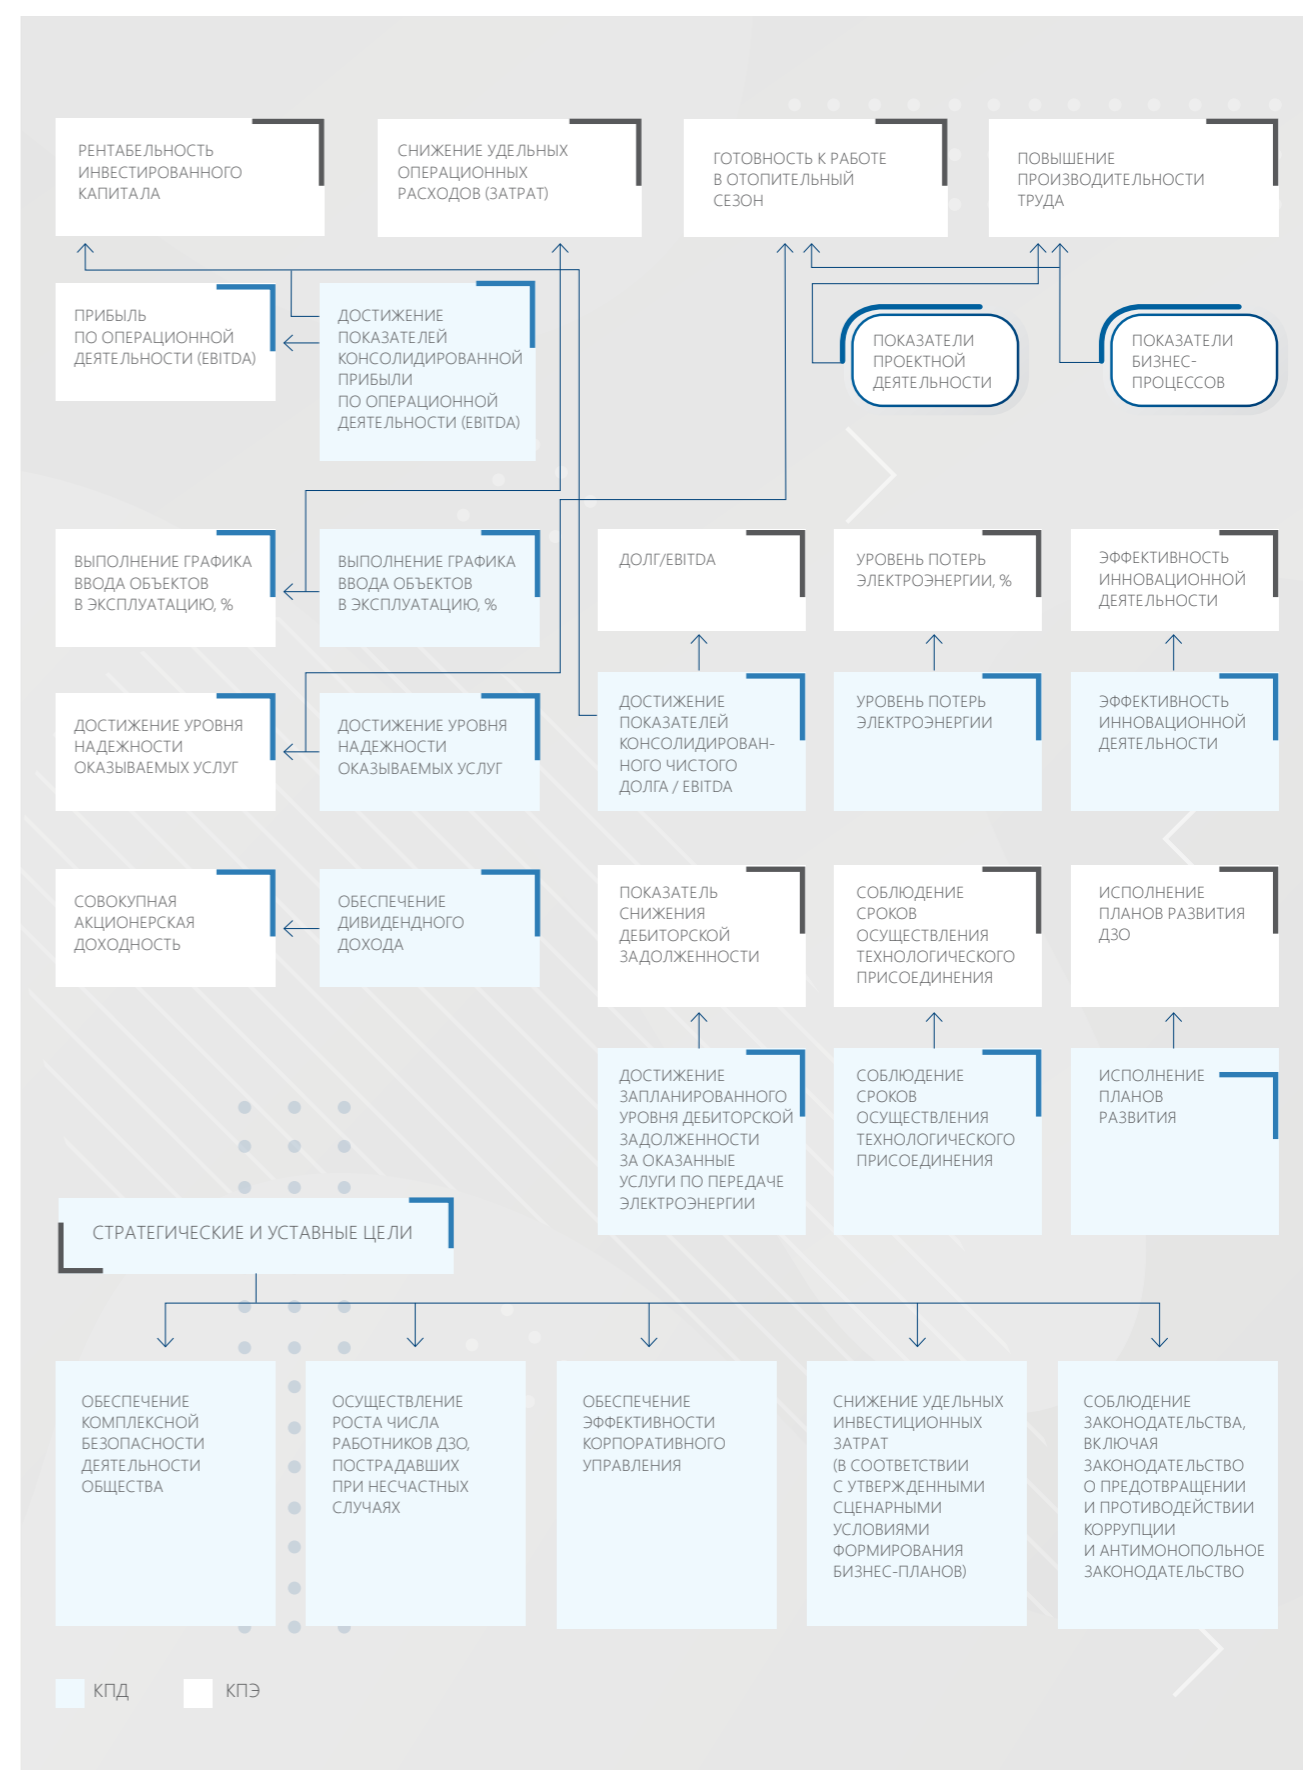 РЕНТАБЕЛЬНОСТЬ
ИНВЕСТИРОВАННОГО
КАПИТАЛА
СНИЖЕНИЕ УДЕЛЬНЫХ
ОПЕРАЦИОННЫХ
РАСХОДОВ (ЗАТРАТ)
ГОТОВНОСТЬ К РАБОТЕ
В ОТОПИТЕЛЬНЫЙ
СЕЗОН
ПОВЫШЕНИЕ
ПРОИЗВОДИТЕЛЬНОСТИ
ТРУДА
ПРИБЫЛЬ
ПО ОПЕРАЦИОННОЙ
ДЕЯТЕЛЬНОСТИ (EBITDA)
ДОСТИЖЕНИЕ
ПОКАЗАТЕЛЕЙ
КОНСОЛИДИРОВАННОЙ
ПРИБЫЛИ
ПО ОПЕРАЦИОННОЙ
ДЕЯТЕЛЬНОСТИ (EBITDA)
ПОКАЗАТЕЛИ
ПРОЕКТНОЙ
ДЕЯТЕЛЬНОСТИ
ПОКАЗАТЕЛИ
БИЗНЕС-
ПРОЦЕССОВ
ВЫПОЛНЕНИЕ ГРАФИКА
ВВОДА ОБЪЕКТОВ
В ЭКСПЛУАТАЦИЮ, %
ВЫПОЛНЕНИЕ ГРАФИКА
ВВОДА ОБЪЕКТОВ
В ЭКСПЛУАТАЦИЮ, %
ДОЛГ/EBITDA
УРОВЕНЬ ПОТЕРЬ
ЭЛЕКТРОЭНЕРГИИ, %
ЭФФЕКТИВНОСТЬ
ИННОВАЦИОННОЙ
ДЕЯТЕЛЬНОСТИ
ДОСТИЖЕНИЕ УРОВНЯ
НАДЕЖНОСТИ
ОКАЗЫВАЕМЫХ УСЛУГ
ДОСТИЖЕНИЕ УРОВНЯ
НАДЕЖНОСТИ
ОКАЗЫВАЕМЫХ УСЛУГ
ДОСТИЖЕНИЕ
ПОКАЗАТЕЛЕЙ
КОНСОЛИДИРОВАН-
НОГО ЧИСТОГО
ДОЛГА / EBITDA
УРОВЕНЬ ПОТЕРЬ
ЭЛЕКТРОЭНЕРГИИ
ЭФФЕКТИВНОСТЬ
ИННОВАЦИОННОЙ
ДЕЯТЕЛЬНОСТИ
СОВОКУПНАЯ
АКЦИОНЕРСКАЯ
ДОХОДНОСТЬ
ОБЕСПЕЧЕНИЕ
ДИВИДЕНДНОГО
ДОХОДА
ПОКАЗАТЕЛЬ
СНИЖЕНИЯ
ДЕБИТОРСКОЙ
ЗАДОЛЖЕННОСТИ
СОБЛЮДЕНИЕ
СРОКОВ
ОСУЩЕСТВЛЕНИЯ
ТЕХНОЛОГИЧЕСКОГО
ПРИСОЕДИНЕНИЯ
ИСПОЛНЕНИЕ
ПЛАНОВ РАЗВИТИЯ
ДЗО
ДОСТИЖЕНИЕ
ЗАПЛАНИРОВАННОГО
УРОВНЯ ДЕБИТОРСКОЙ
ЗАДОЛЖЕННОСТИ
ЗА ОКАЗАННЫЕ
УСЛУГИ ПО ПЕРЕДАЧЕ
ЭЛЕКТРОЭНЕРГИИ
СОБЛЮДЕНИЕ
СРОКОВ
ОСУЩЕСТВЛЕНИЯ
ТЕХНОЛОГИЧЕСКОГО
ПРИСОЕДИНЕНИЯ
ИСПОЛНЕНИЕ
ПЛАНОВ
РАЗВИТИЯ
СТРАТЕГИЧЕСКИЕ И УСТАВНЫЕ ЦЕЛИ
ОБЕСПЕЧЕНИЕ
КОМПЛЕКСНОЙ
БЕЗОПАСНОСТИ
ДЕЯТЕЛЬНОСТИ
ОБЩЕСТВА
ОСУЩЕСТВЛЕНИЕ
РОСТА ЧИСЛА
РАБОТНИКОВ ДЗО,
ПОСТРАДАВШИХ
ПРИ НЕСЧАСТНЫХ
СЛУЧАЯХ
ОБЕСПЕЧЕНИЕ
ЭФФЕКТИВНОСТИ
КОРПОРАТИВНОГО
УПРАВЛЕНИЯ
СНИЖЕНИЕ УДЕЛЬНЫХ
ИНВЕСТИЦИОННЫХ
ЗАТРАТ
(В СООТВЕТСТВИИ
С УТВЕРЖДЕННЫМИ
СЦЕНАРНЫМИ
УСЛОВИЯМИ
ФОРМИРОВАНИЯ
БИЗНЕС-ПЛАНОВ)
СОБЛЮДЕНИЕ
ЗАКОНОДАТЕЛЬСТВА,
ВКЛЮЧАЯ
ЗАКОНОДАТЕЛЬСТВО
О ПРЕДОТВРАЩЕНИИ
И ПРОТИВОДЕЙСТВИИ
КОРРУПЦИИ
И АНТИМОНОПОЛЬНОЕ
ЗАКОНОДАТЕЛЬСТВО
КПД
КПЭ